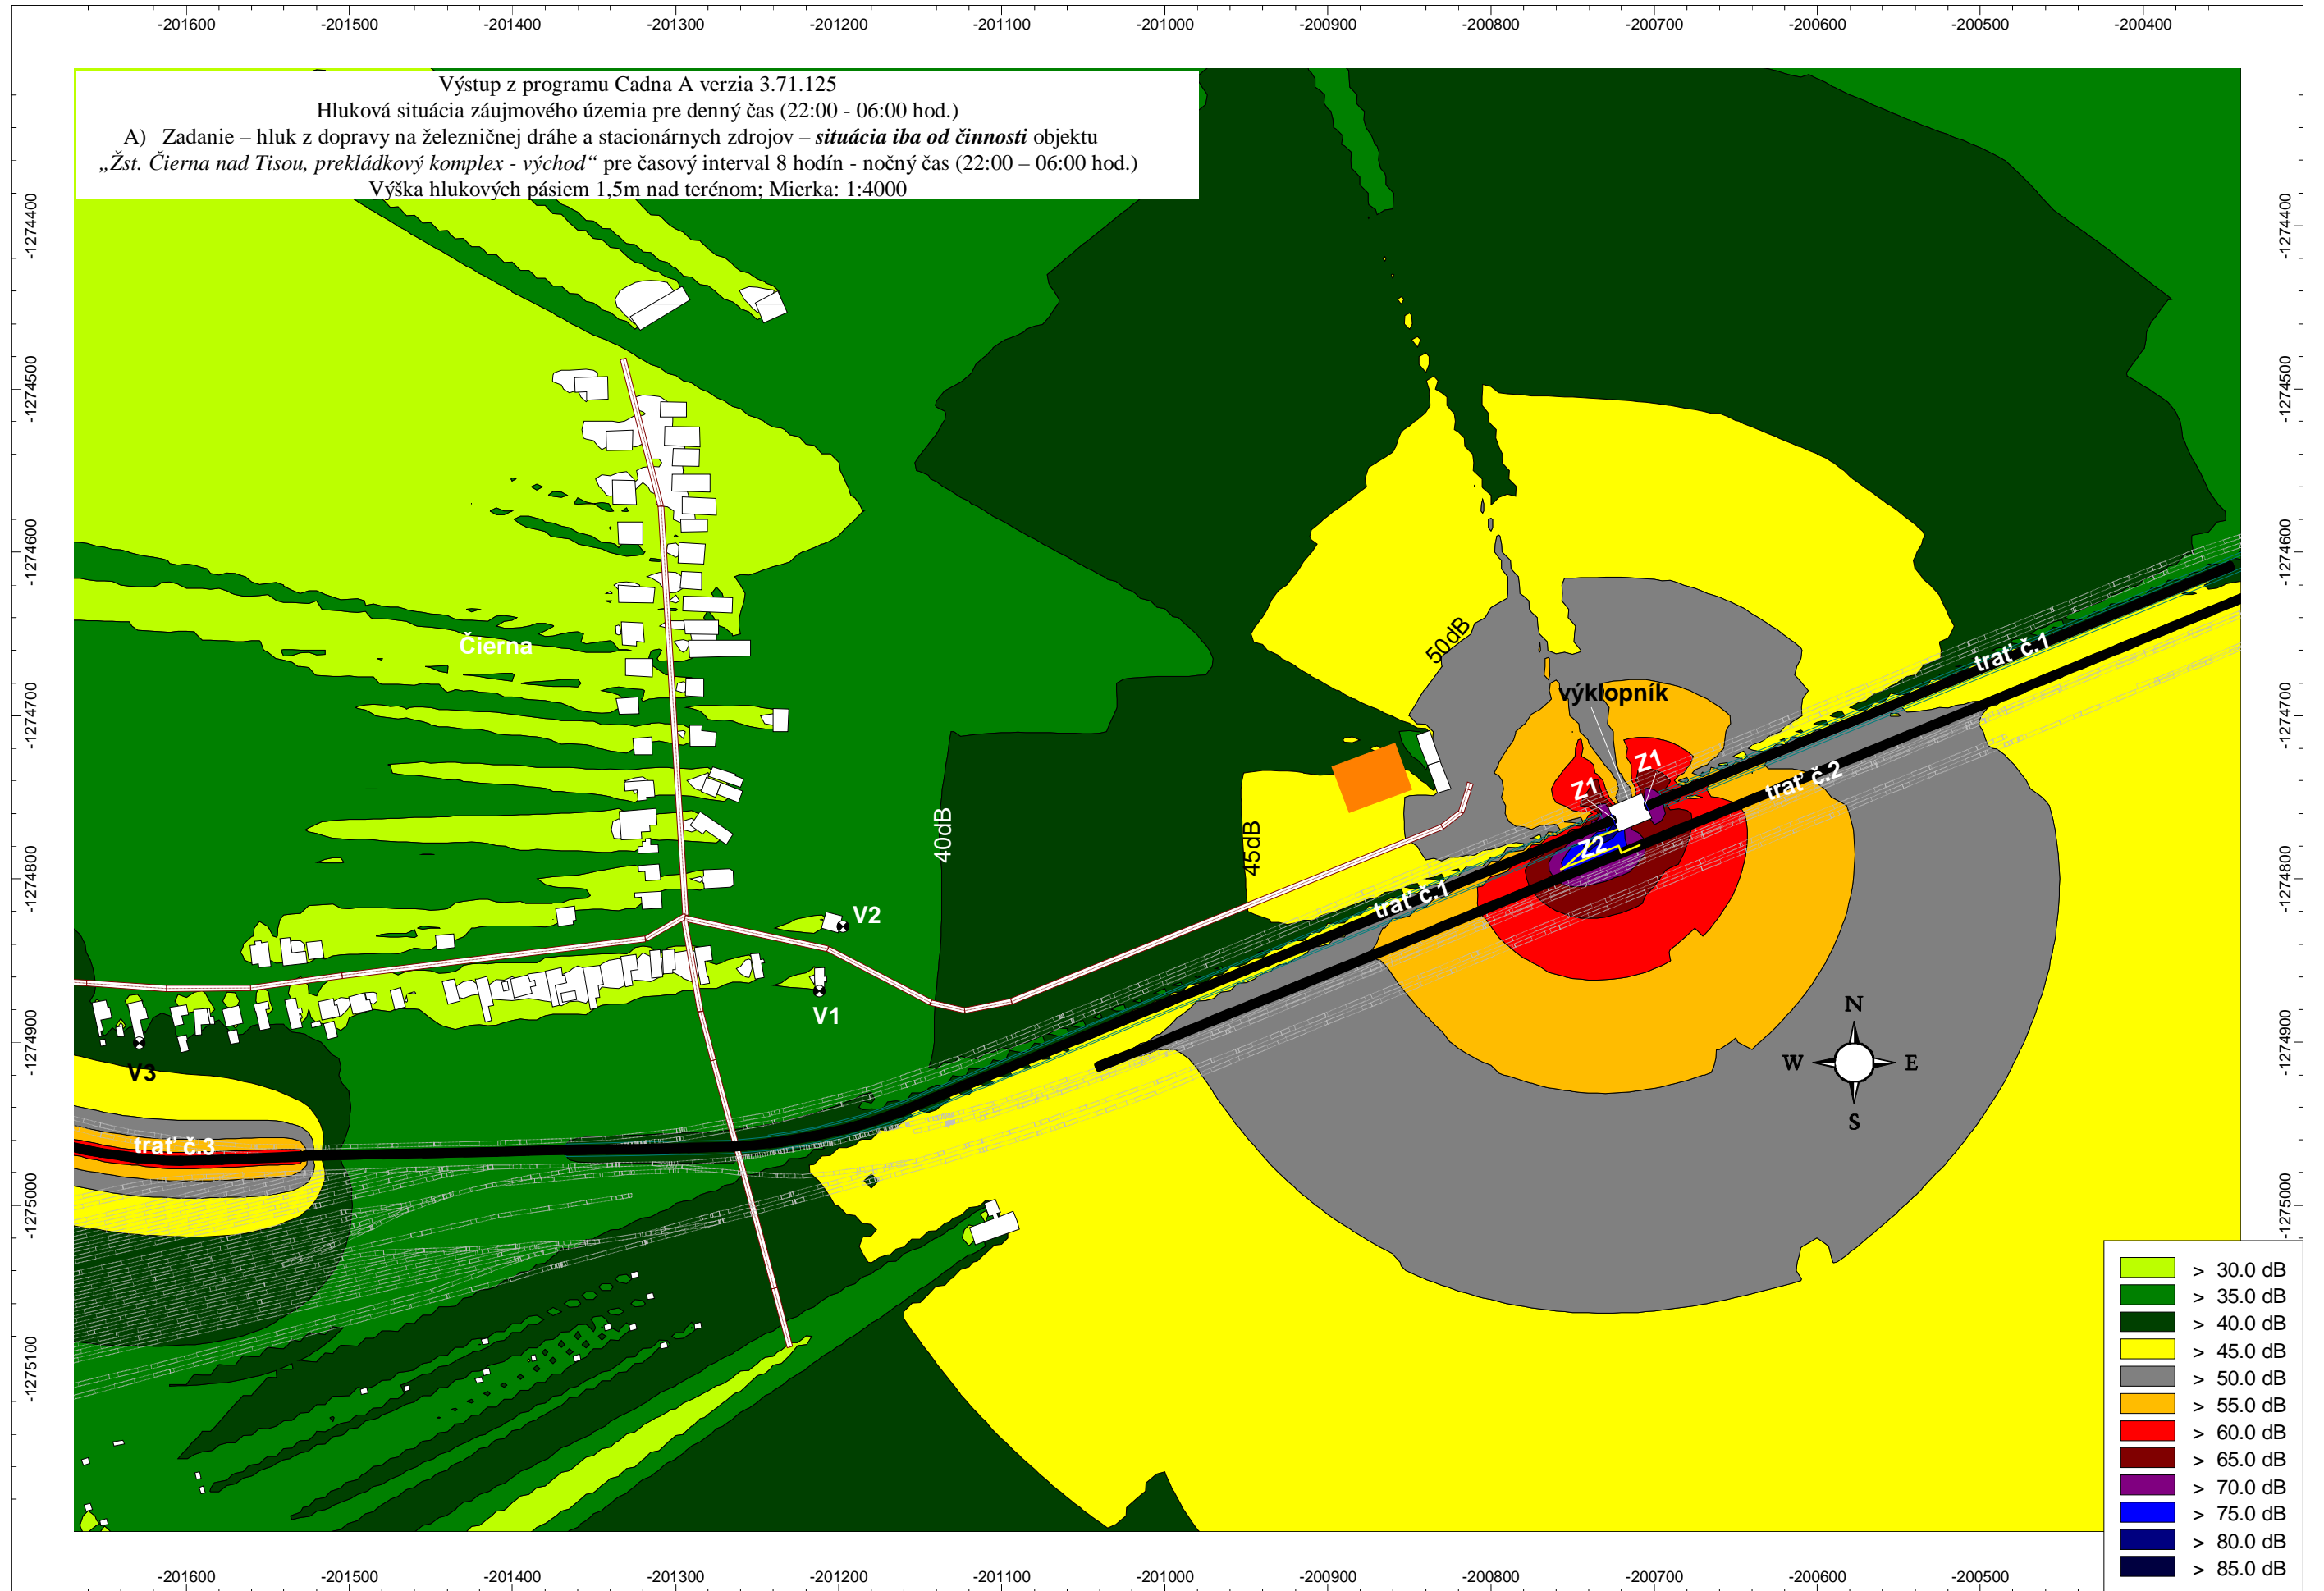 -201600 -201500 -201400 -201300 -201200 -201100 -201000 -200900 -200800 -200700 -200600 -200500 -200400
Výstup z programu Cadna A verzia 3.71.125
Hluková situácia záujmového územia pre denný čas (22:00 - 06:00 hod.)
A) Zadanie – hluk z dopravy na železničnej dráhe a stacionárnych zdrojov – situácia iba od činnosti objektu
„Žst. Čierna nad Tisou, prekládkový komplex - východ“ pre časový interval 8 hodín - nočný čas (22:00 – 06:00 hod.)
Výška hlukových pásiem 1,5m nad terénom; Mierka: 1:4000
-1274400
-1274500
-1274600
-1274700
-1274800
-1274900
-1275000
-1275100
-1274400
-1274500
-1274600
-1274700
-1274800
-1274900
-1275000
Čierna
50dB
trať č.1
výklopník
Z1
Z1
trať č.2
40dB
45dB
Z2
trať č.1
V2
V1
V3
trať č.3
N
W E
S
> 30.0 dB
> 35.0 dB
> 40.0 dB
> 45.0 dB
> 50.0 dB
> 55.0 dB
> 60.0 dB
> 65.0 dB
> 70.0 dB
> 75.0 dB
> 80.0 dB
> 85.0 dB
-201600 -201500 -201400 -201300 -201200 -201100 -201000 -200900 -200800 -200700 -200600 -200500